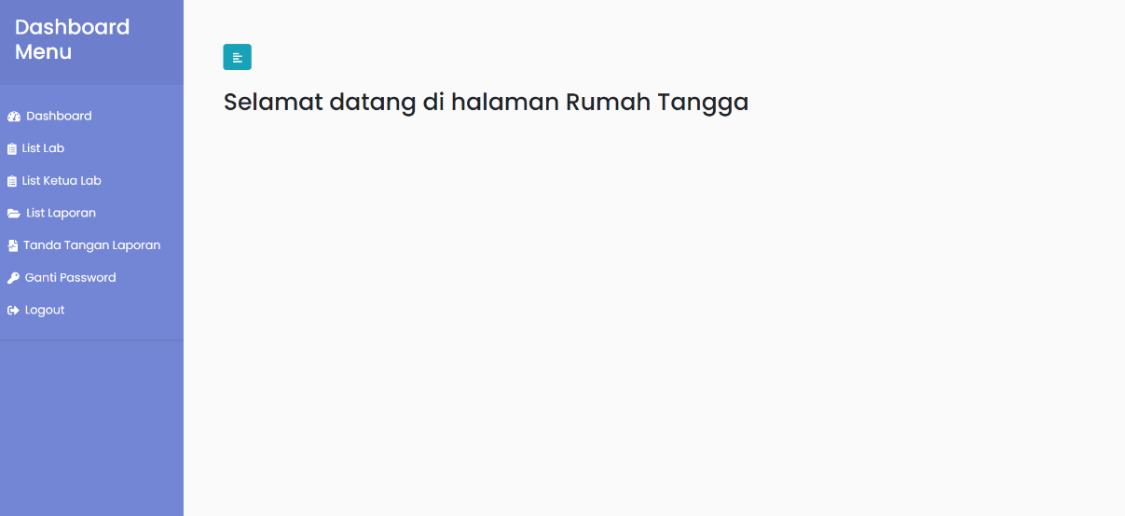 Dashboard
Menu
Dashboard
List Lab
List Ketua Lab
List Laporan
Tanda Tangan Laporan
Ganti Password
Logout
Selamat datang di halaman Rumah Tangga